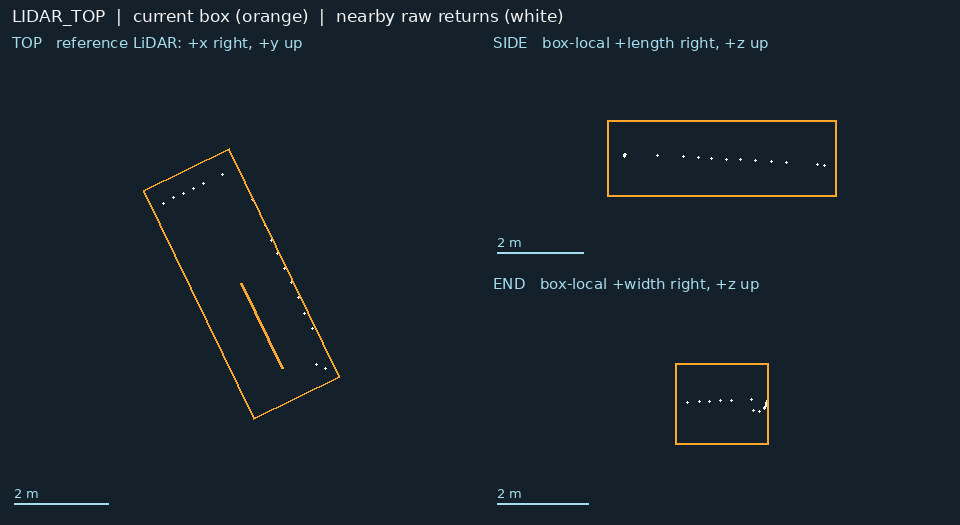 LIDAR_TOP  |  current box (orange)  |  nearby raw returns (white)
TOP   reference LiDAR: +x right, +y up
SIDE   box-local +length right, +z up
2 m
END   box-local +width right, +z up
2 m
2 m